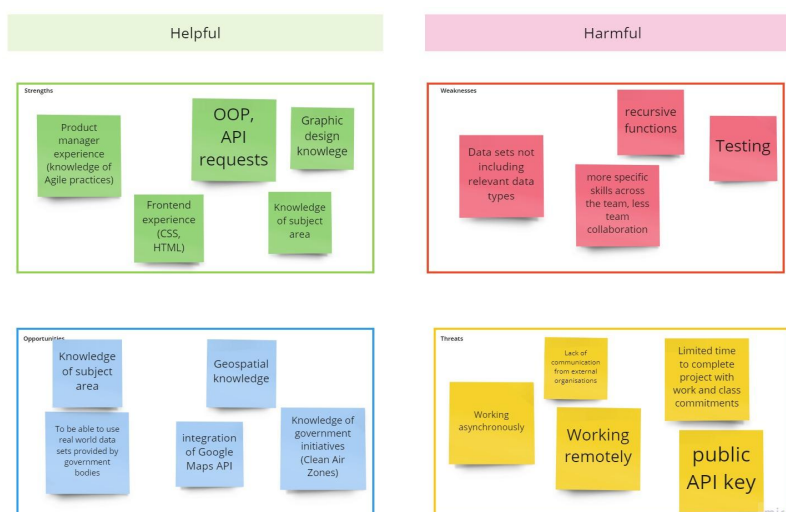 Helpful
Harmful
Strengths
Product
manager
experience
(knowledge of
Agile practices)
OOP,
API
requests
Graphic
design
knowlege
Frontend
experience
(CSS,
HTML)
Knowledge
of subject
area
Weaknesses
Data sets not
including
relevant data
types
recursive
functions
more specific
skills across
the team, less
team
collaboration
Testing
Opportunities
Knowledge
of subject
area
Geospatial
knowledge
To be able to use
real world data
sets provided by
government
bodies
integration
of Google
Maps API
Knowledge of
government
initiatives
(Clean Air
Zones)
Threats
Lack of
communication
from external
organisations
Limited time
to complete
project with
work and class
commitments
Working
asynchronously
Working
remotely
public
API key